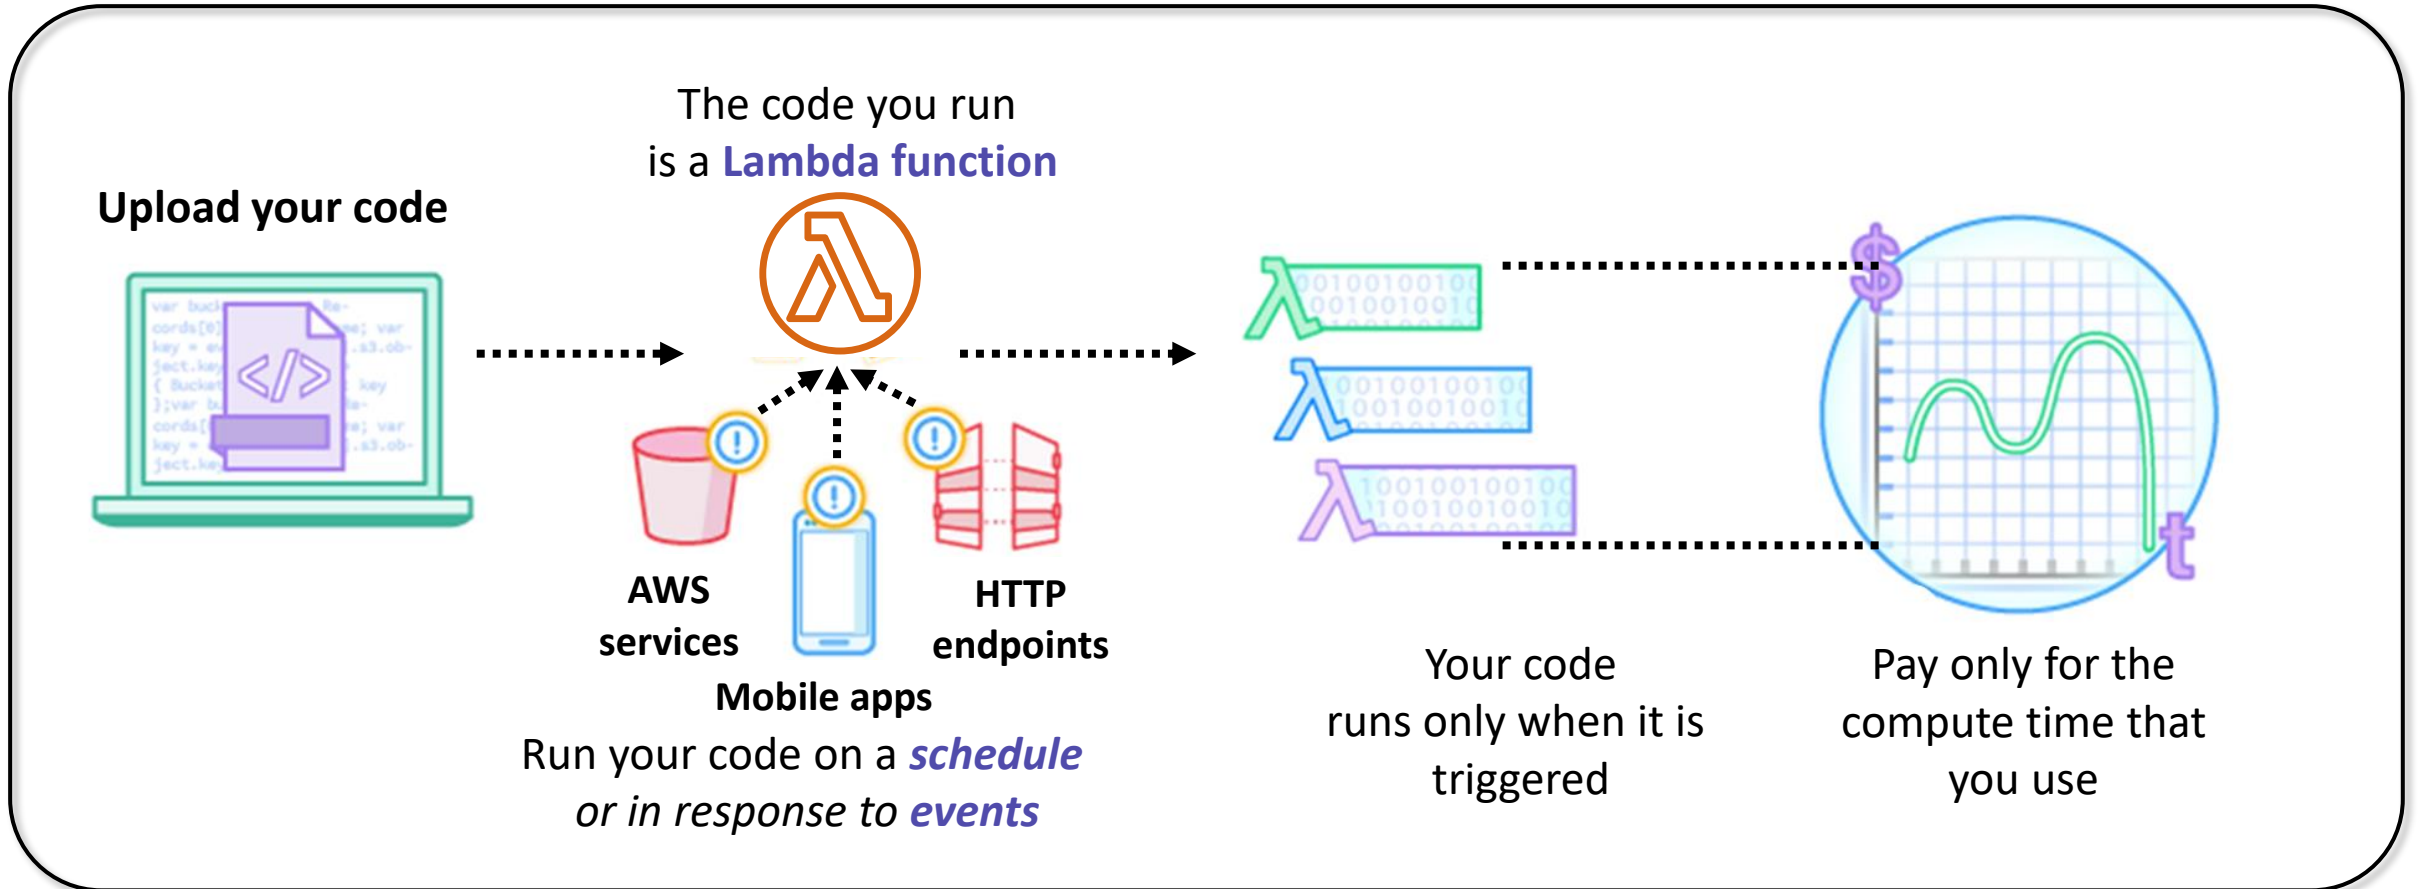 Upload your code
The code you run
is a Lambda function
AWS
services
Mobile apps
HTTP
endpoints
Run your code on a schedule
or in response to events
Your code
runs only when it is
triggered
$
t
Pay only for the
compute time that
you use